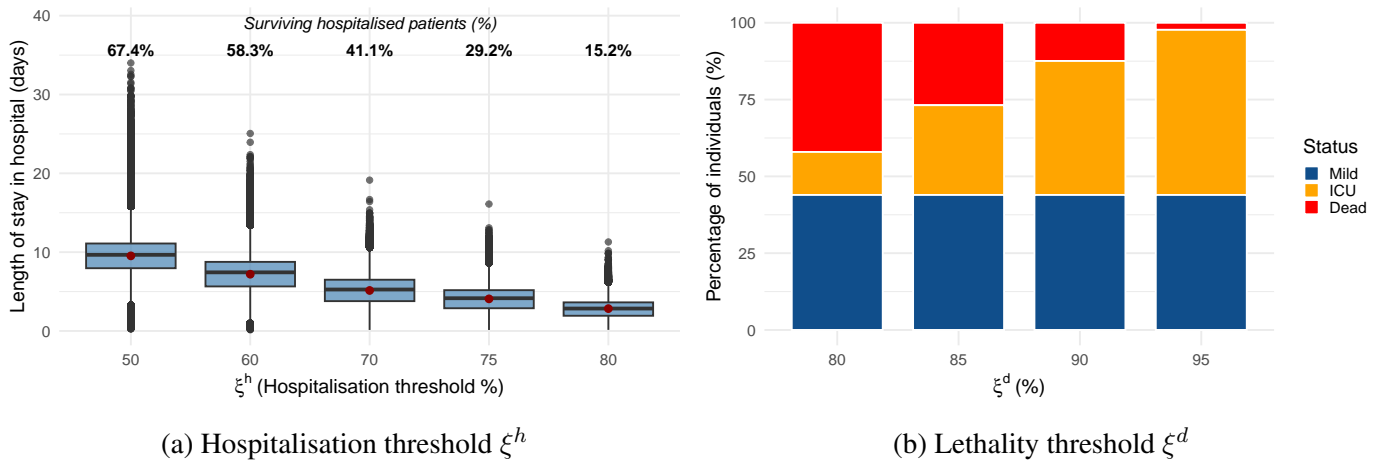 Surviving hospitalised patients (%)
67.4% 58.3% 41.1% 29.2% 15.2%
Length of stay in hospital (days)
40
30
20
10
0
50 60 70 75 80
ξʰ (Hospitalisation threshold %)
(a) Hospitalisation threshold ξʰ
Percentage of individuals (%)
100
75
50
25
0
80 85 90 95
ξᵈ (%)
Status
Mild
ICU
Dead
(b) Lethality threshold ξᵈ